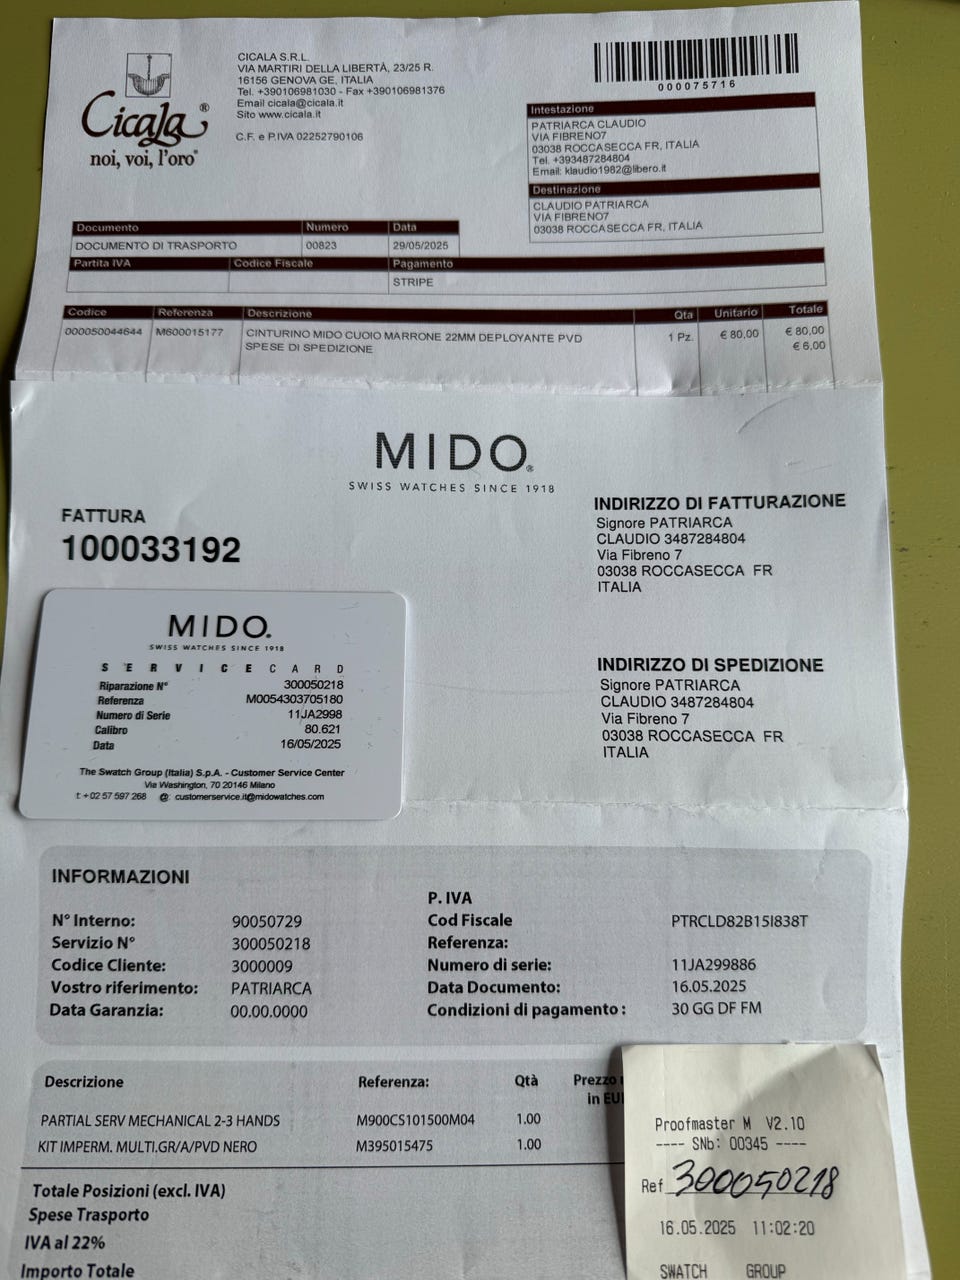 Cicala®
noi, voi, l'oro®
CICALA S.R.L.
VIA MARTIRI DELLA LIBERTÀ, 23/25 R.
16156 GENOVA GE, ITALIA
Tel. +390106981030 - Fax +390106981376
Email cicala@cicala.it
Sito www.cicala.it
C.F. e P.IVA 02252790106
000075716
Intestazione
PATRIARCA CLAUDIO
VIA FIBRENO7
03038 ROCCASECCA FR, ITALIA
Tel. +393487284804
Email: klaudio1982@libero.it
Destinazione
CLAUDIO PATRIARCA
VIA FIBRENO7
03038 ROCCASECCA FR, ITALIA
Documento Numero Data
DOCUMENTO DI TRASPORTO 00823 29/05/2025
Partita IVA Codice Fiscale Pagamento
STRIPE
Codice Referenza Descrizione Qta Unitario Totale
000050044644 M600015177 CINTURINO MIDO CUOIO MARRONE 22MM DEPLOYANTE PVD 1 Pz. € 80,00 € 80,00
SPESE DI SPEDIZIONE € 6,00
MIDO®
SWISS WATCHES SINCE 1918
FATTURA
100033192
INDIRIZZO DI FATTURAZIONE
Signore PATRIARCA
CLAUDIO 3487284804
Via Fibreno 7
03038 ROCCASECCA FR
ITALIA
INDIRIZZO DI SPEDIZIONE
Signore PATRIARCA
CLAUDIO 3487284804
Via Fibreno 7
03038 ROCCASECCA FR
ITALIA
MIDO.
SWISS WATCHES SINCE 1918
SERVICECARD
Riparazione N° 300050218
Referenza M0054303705180
Numero di Serie 11JA2998
Calibro 80.621
Data 16/05/2025
The Swatch Group (Italia) S.p.A. - Customer Service Center
Via Washington, 70 20146 Milano
t: +02 57 597 268 @: customerservice.it@midowatches.com
INFORMAZIONI
N° Interno: 90050729
Servizio N° 300050218
Codice Cliente: 3000009
Vostro riferimento: PATRIARCA
Data Garanzia: 00.00.0000
P. IVA
Cod Fiscale PTRCLD82B15I838T
Referenza:
Numero di serie: 11JA299886
Data Documento: 16.05.2025
Condizioni di pagamento : 30 GG DF FM
Descrizione Referenza: Qtà Prezzo
in EU
PARTIAL SERV MECHANICAL 2-3 HANDS M900CS101500M04 1.00
KIT IMPERM. MULTI.GR/A/PVD NERO M395015475 1.00
Totale Posizioni (excl. IVA)
Spese Trasporto
IVA al 22%
Importo Totale
Proofmaster M V2.10
---- SNb: 00345 ----
Ref 300050218
16.05.2025 11:02:20
SWATCH GROUP